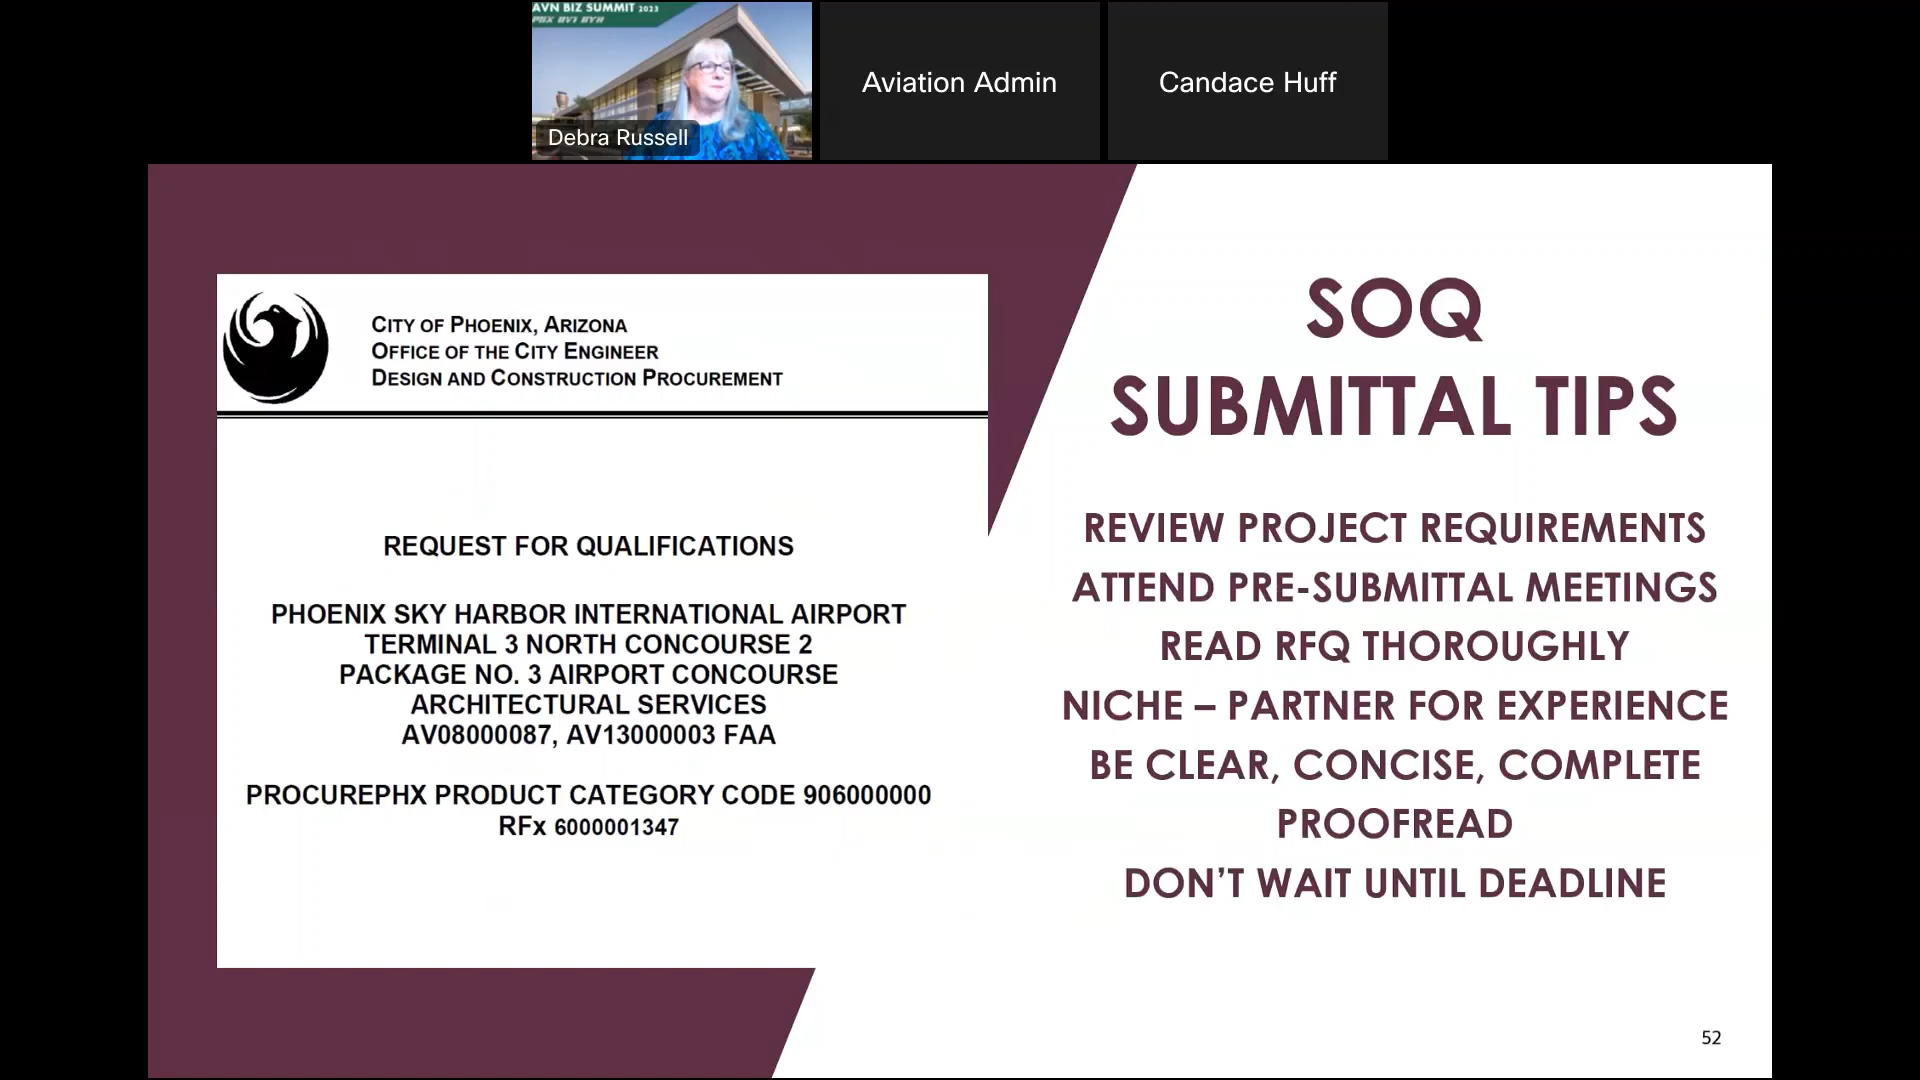 AVN BIZ SUMMIT 2023
PHX DVT GYR
Debra Russell
Aviation Admin
Candace Huff
CITY OF PHOENIX, ARIZONA
OFFICE OF THE CITY ENGINEER
DESIGN AND CONSTRUCTION PROCUREMENT
REQUEST FOR QUALIFICATIONS
PHOENIX SKY HARBOR INTERNATIONAL AIRPORT
TERMINAL 3 NORTH CONCOURSE 2
PACKAGE NO. 3 AIRPORT CONCOURSE
ARCHITECTURAL SERVICES
AV08000087, AV13000003 FAA
PROCUREPHX PRODUCT CATEGORY CODE 906000000
RFx 6000001347
SOQ
SUBMITTAL TIPS
REVIEW PROJECT REQUIREMENTS
ATTEND PRE-SUBMITTAL MEETINGS
READ RFQ THOROUGHLY
NICHE – PARTNER FOR EXPERIENCE
BE CLEAR, CONCISE, COMPLETE
PROOFREAD
DON’T WAIT UNTIL DEADLINE
52